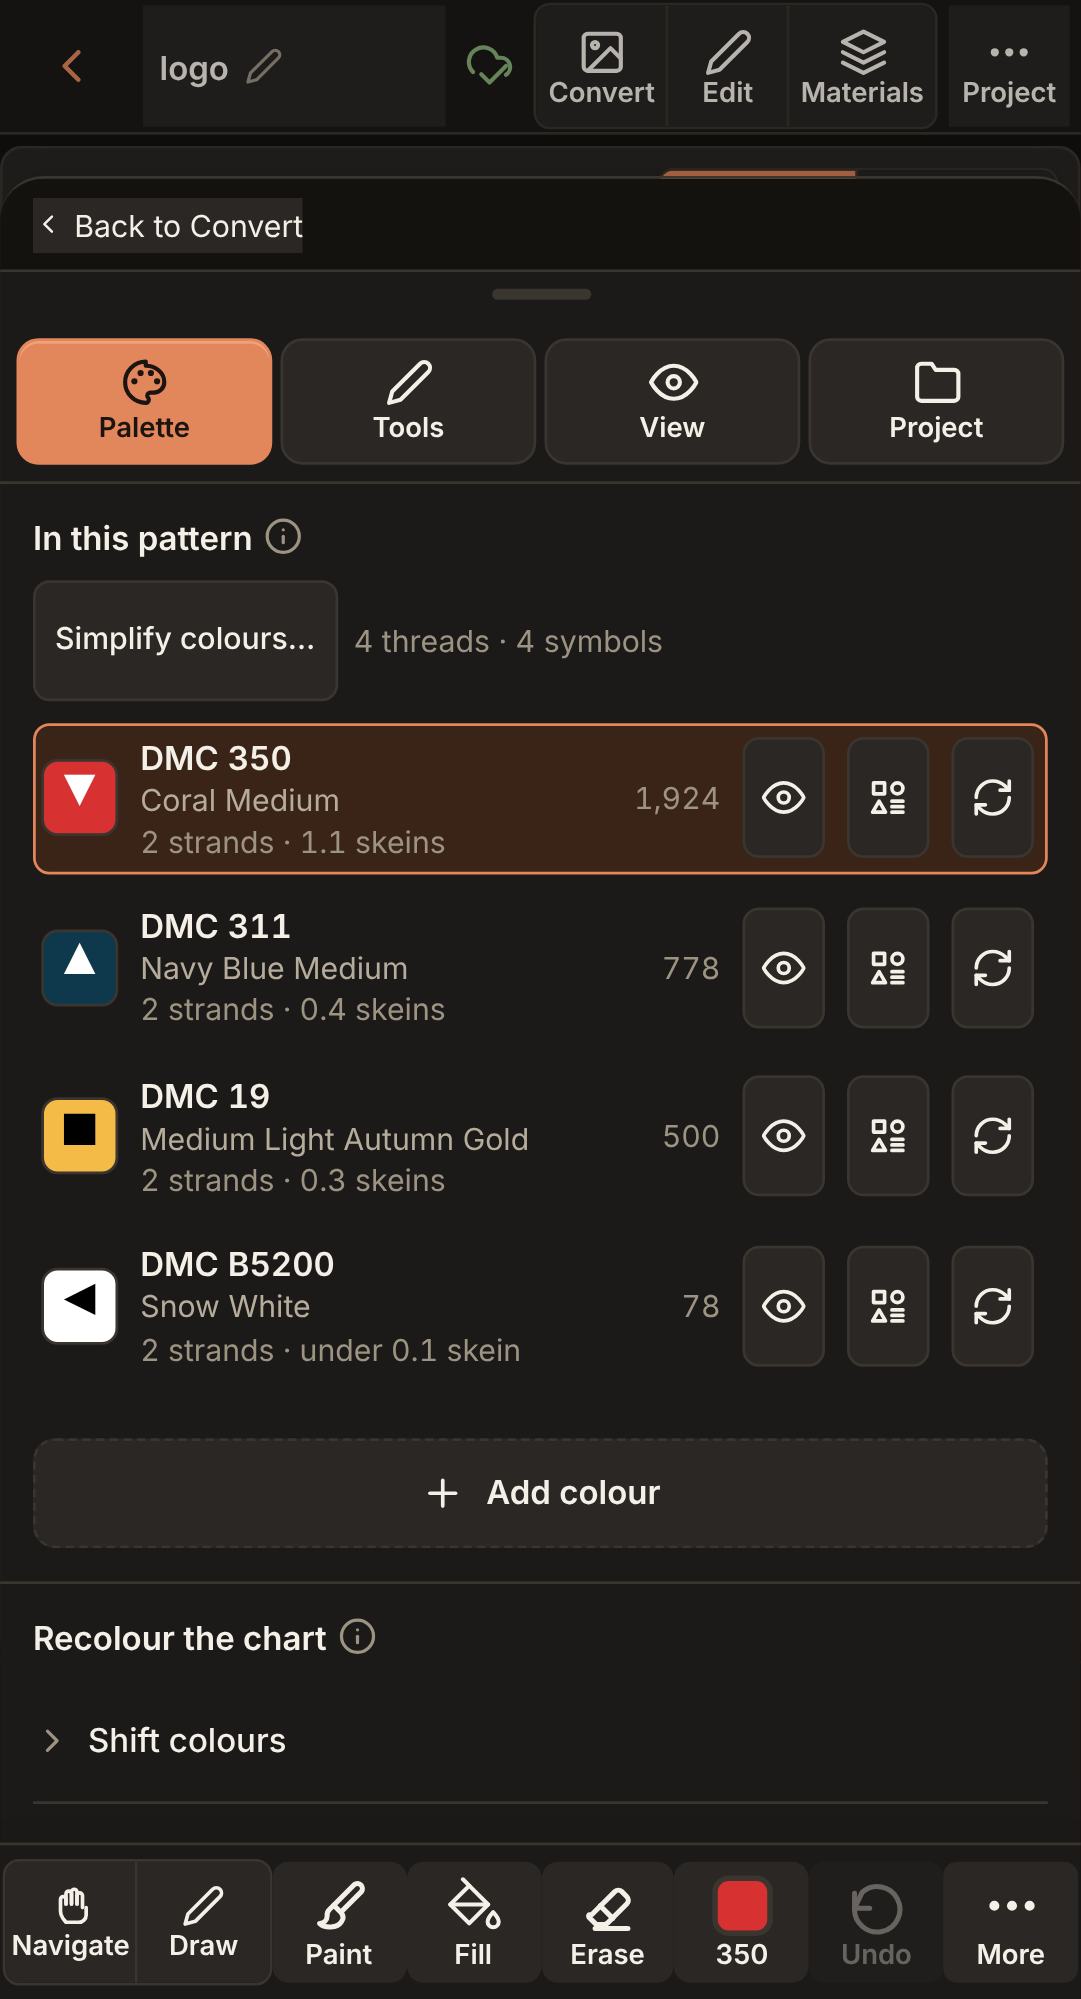 logo
Convert
Edit
Materials
Project
Back to Convert
Palette
Tools
View
Project
In this pattern
Simplify colours...
4 threads · 4 symbols
DMC 350
Coral Medium
2 strands · 1.1 skeins
1,924
DMC 311
Navy Blue Medium
2 strands · 0.4 skeins
778
DMC 19
Medium Light Autumn Gold
2 strands · 0.3 skeins
500
DMC B5200
Snow White
2 strands · under 0.1 skein
78
Add colour
Recolour the chart
Shift colours
Navigate
Draw
Paint
Fill
Erase
350
Undo
More